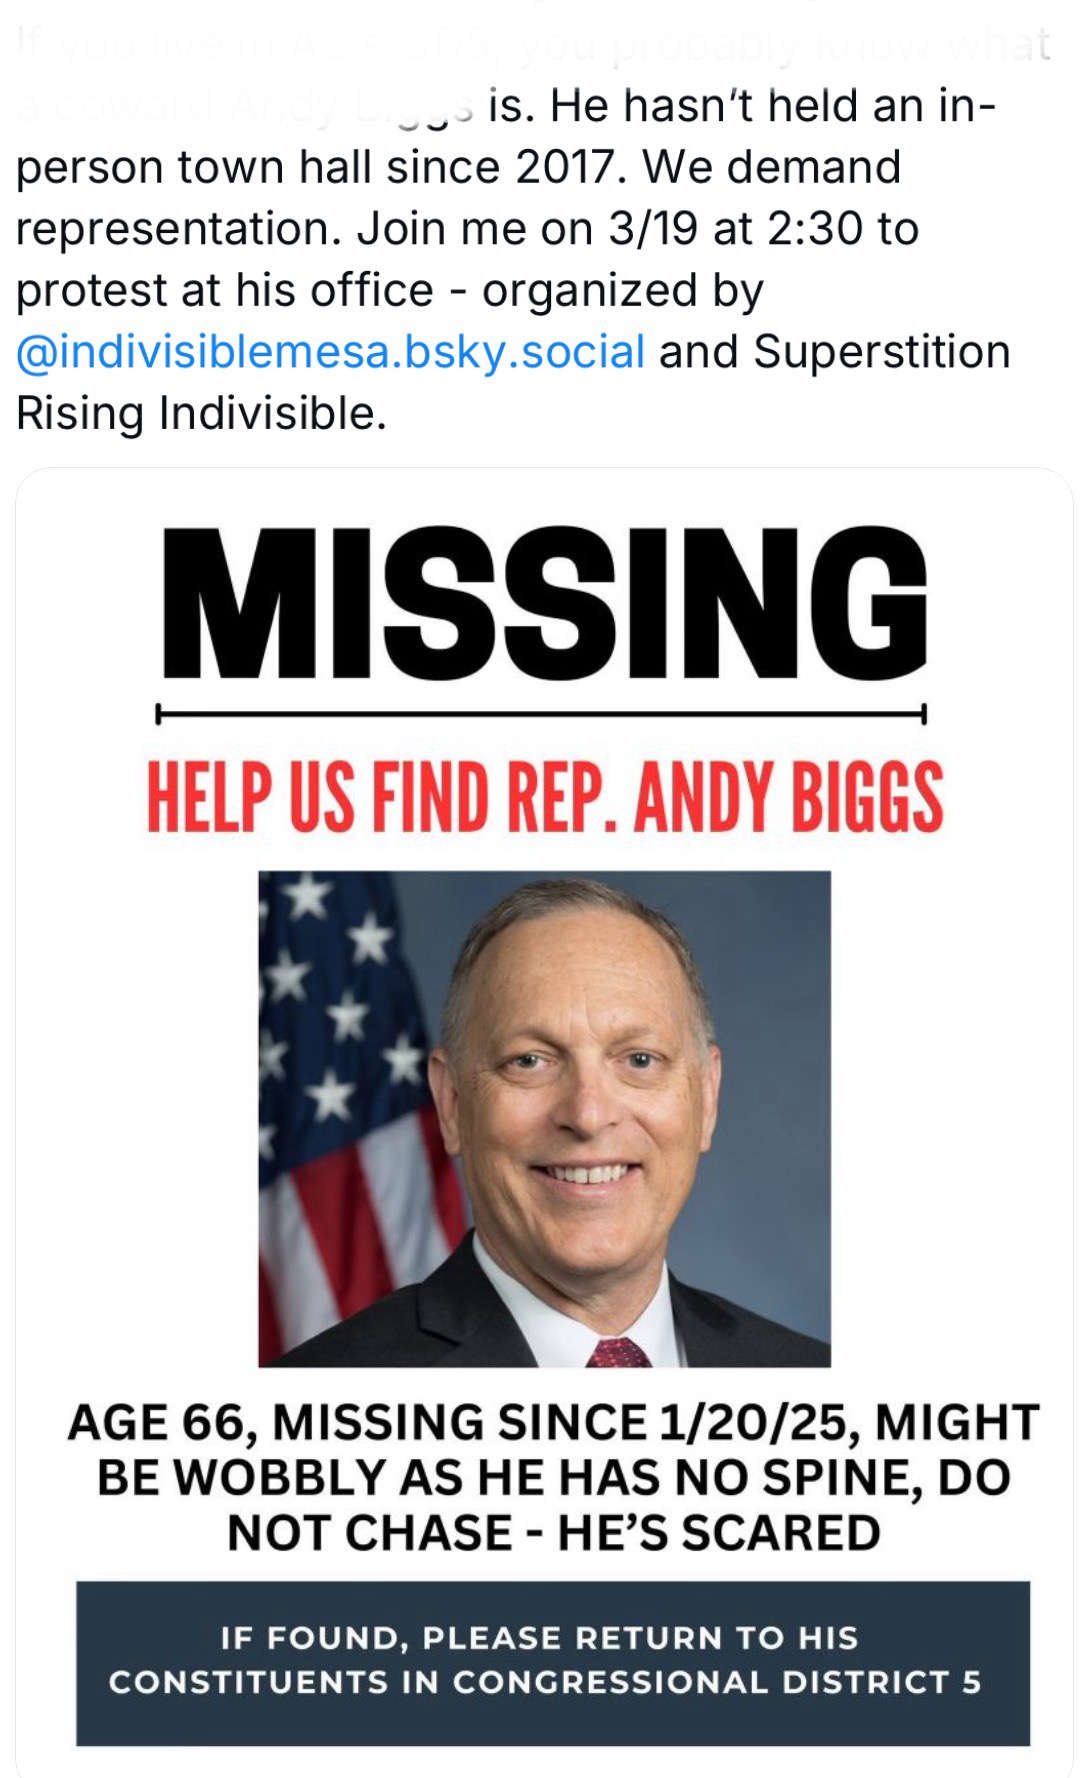 If you live in AZ's CD5, you probably know what
a coward Andy Biggs is. He hasn't held an in-
person town hall since 2017. We demand
representation. Join me on 3/19 at 2:30 to
protest at his office - organized by
@indivisiblemesa.bsky.social and Superstition
Rising Indivisible.
MISSING
HELP US FIND REP. ANDY BIGGS
AGE 66, MISSING SINCE 1/20/25, MIGHT
BE WOBBLY AS HE HAS NO SPINE, DO
NOT CHASE - HE'S SCARED
IF FOUND, PLEASE RETURN TO HIS
CONSTITUENTS IN CONGRESSIONAL DISTRICT 5